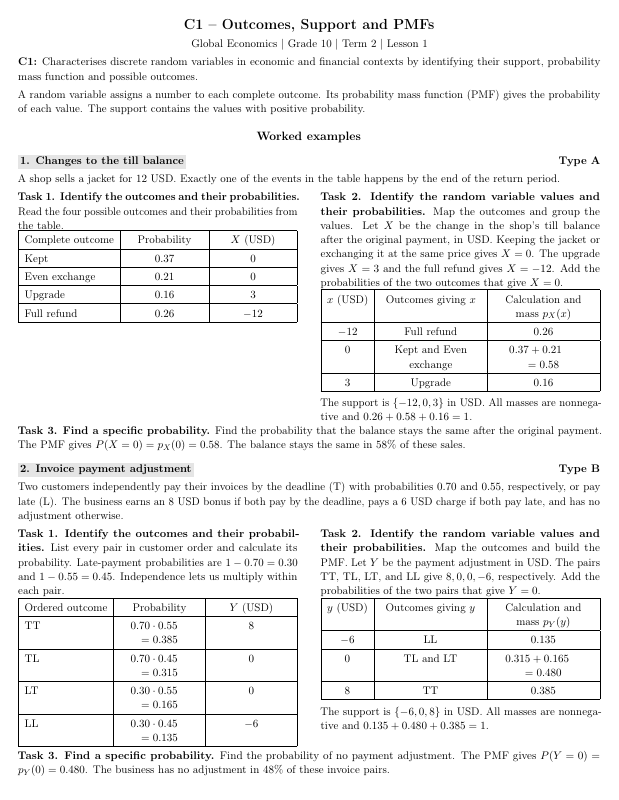 C1 – Outcomes, Support and PMFs
Global Economics | Grade 10 | Term 2 | Lesson 1
C1: Characterises discrete random variables in economic and financial contexts by identifying their support, probability
mass function and possible outcomes.
A random variable assigns a number to each complete outcome. Its probability mass function (PMF) gives the probability
of each value. The support contains the values with positive probability.
Worked examples
1. Changes to the till balance Type A
A shop sells a jacket for 12 USD. Exactly one of the events in the table happens by the end of the return period.
Task 1. Identify the outcomes and their probabilities.
Read the four possible outcomes and their probabilities from
the table.
Complete outcome Probability X (USD)
Kept 0.37 0
Even exchange 0.21 0
Upgrade 0.16 3
Full refund 0.26 −12
Task 2. Identify the random variable values and
their probabilities. Map the outcomes and group the
values. Let X be the change in the shop's till balance
after the original payment, in USD. Keeping the jacket or
exchanging it at the same price gives X = 0. The upgrade
gives X = 3 and the full refund gives X = −12. Add the
probabilities of the two outcomes that give X = 0.
x (USD) Outcomes giving x Calculation and
mass pX(x)
−12 Full refund 0.26
0 Kept and Even 0.37 + 0.21
exchange = 0.58
3 Upgrade 0.16
The support is {−12, 0, 3} in USD. All masses are nonnega-
tive and 0.26 + 0.58 + 0.16 = 1.
Task 3. Find a specific probability. Find the probability that the balance stays the same after the original payment.
The PMF gives P(X = 0) = pX(0) = 0.58. The balance stays the same in 58% of these sales.
2. Invoice payment adjustment Type B
Two customers independently pay their invoices by the deadline (T) with probabilities 0.70 and 0.55, respectively, or pay
late (L). The business earns an 8 USD bonus if both pay by the deadline, pays a 6 USD charge if both pay late, and has no
adjustment otherwise.
Task 1. Identify the outcomes and their probabil-
ities. List every pair in customer order and calculate its
probability. Late-payment probabilities are 1 − 0.70 = 0.30
and 1 − 0.55 = 0.45. Independence lets us multiply within
each pair.
Ordered outcome Probability Y (USD)
TT 0.70 · 0.55 8
= 0.385
TL 0.70 · 0.45 0
= 0.315
LT 0.30 · 0.55 0
= 0.165
LL 0.30 · 0.45 −6
= 0.135
Task 2. Identify the random variable values and
their probabilities. Map the outcomes and build the
PMF. Let Y be the payment adjustment in USD. The pairs
TT, TL, LT, and LL give 8, 0, 0, −6, respectively. Add the
probabilities of the two pairs that give Y = 0.
y (USD) Outcomes giving y Calculation and
mass pY(y)
−6 LL 0.135
0 TL and LT 0.315 + 0.165
= 0.480
8 TT 0.385
The support is {−6, 0, 8} in USD. All masses are nonnega-
tive and 0.135 + 0.480 + 0.385 = 1.
Task 3. Find a specific probability. Find the probability of no payment adjustment. The PMF gives P(Y = 0) =
pY(0) = 0.480. The business has no adjustment in 48% of these invoice pairs.